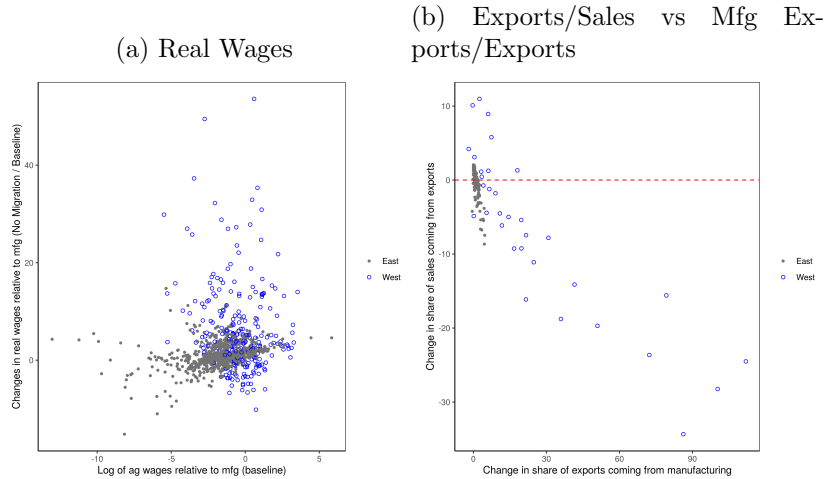 (a) Real Wages
(b) Exports/Sales vs Mfg Ex-
ports/Exports
Changes in real wages relative to mfg (No Migration / Baseline)
40
20
0
-10
-5
0
5
Log of ag wages relative to mfg (baseline)
East
West
Change in share of sales coming from exports
10
0
-10
-20
-30
0
30
60
90
Change in share of exports coming from manufacturing
East
West